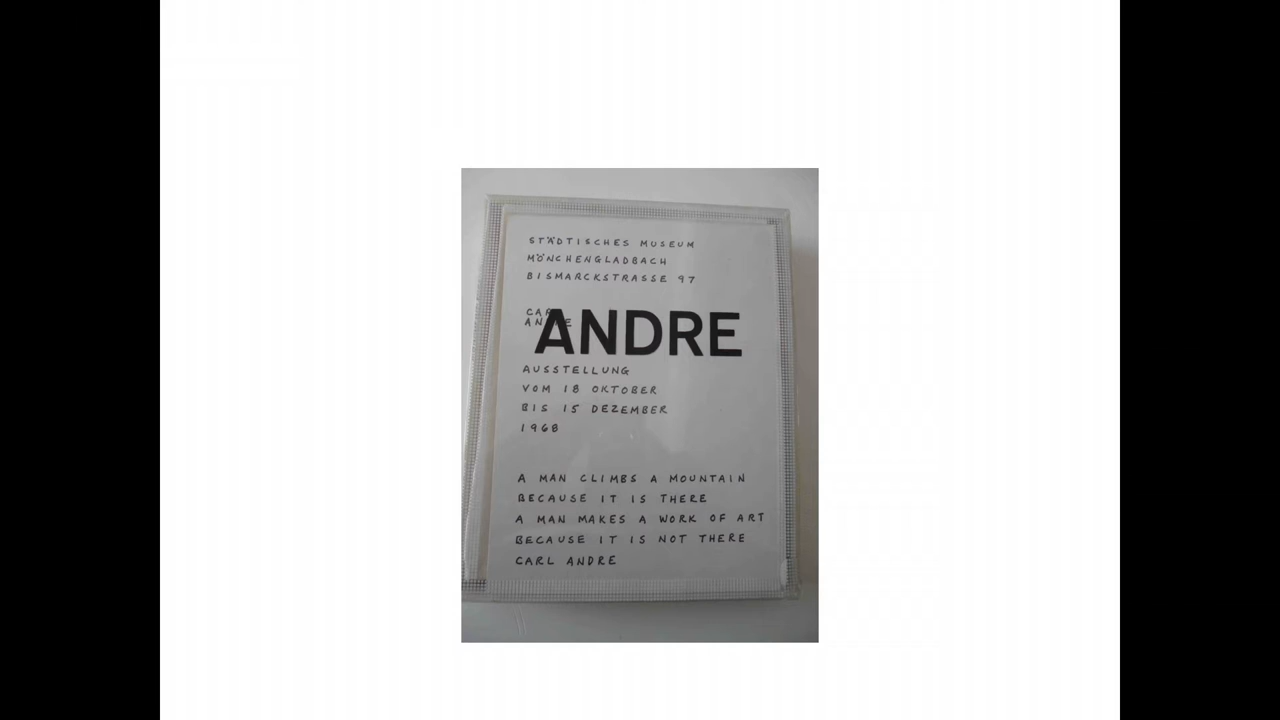 STÄDTISCHES MUSEUM
MÖNCHENGLADBACH
BISMARCKSTRASSE 97
ANDRE
AUSSTELLUNG
VOM 18 OKTOBER
BIS 15 DEZEMBER
1968
A MAN CLIMBS A MOUNTAIN
BECAUSE IT IS THERE
A MAN MAKES A WORK OF ART
BECAUSE IT IS NOT THERE
CARL ANDRE